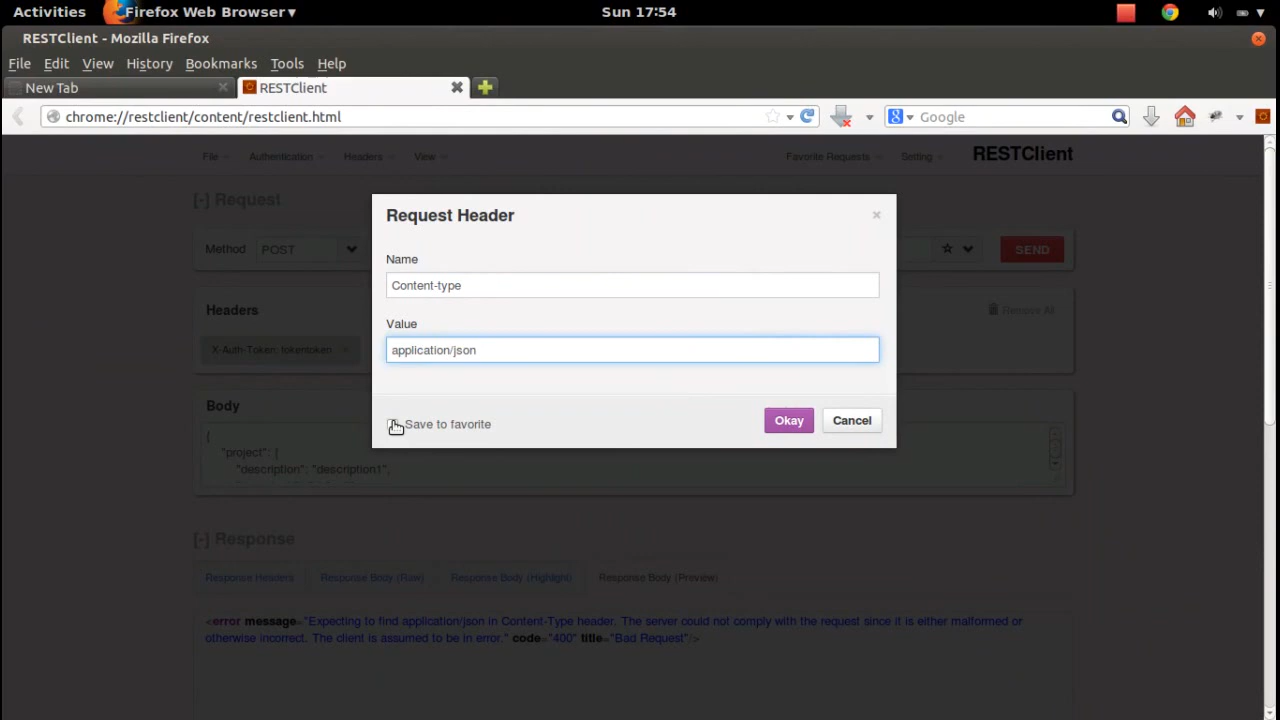 Activities Firefox Web Browser Sun 17:54
RESTClient - Mozilla Firefox
File Edit View History Bookmarks Tools Help
New Tab RESTClient
chrome://restclient/content/restclient.html Google
File Authentication Headers View Favorite Requests Setting RESTClient
[-] Request
Request Header
Method POST SEND
Name
Content-type
Headers Remove All
Value
X-Auth-Token: tokentoken application/json
Body
Save to favorite Okay Cancel
{
"project": {
"description": "description1",
[-] Response
Response Headers Response Body (Raw) Response Body (Highlight) Response Body (Preview)
<error message="Expecting to find application/json in Content-Type header. The server could not comply with the request since it is either malformed or
otherwise incorrect. The client is assumed to be in error." code="400" title="Bad Request"/>